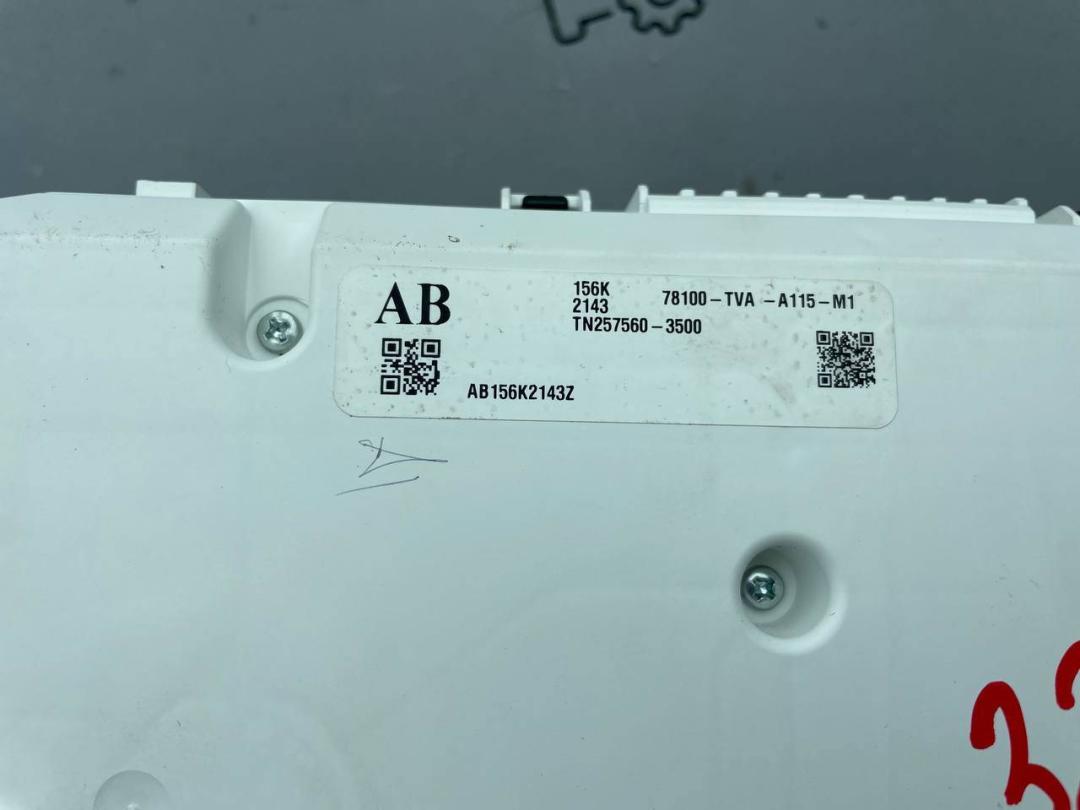 AB
156K
2143
78100-TVA -A115-M1
TN257560-3500
AB156K2143Z